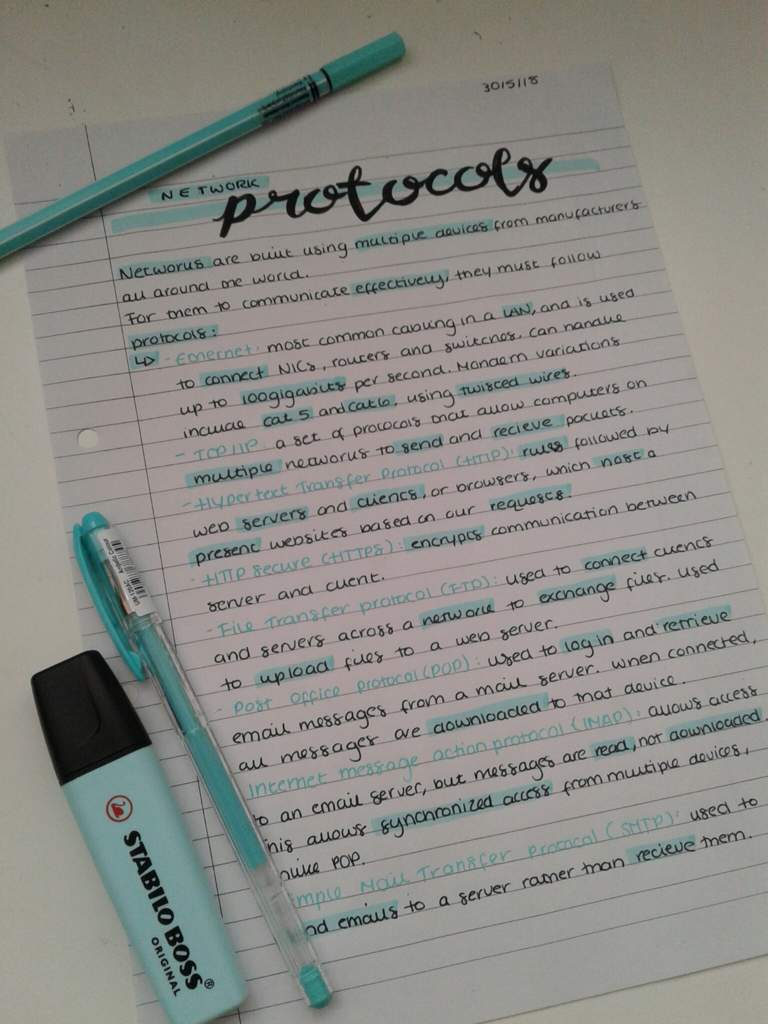 30/5/18
NETWORK
protocols
Networks are built using multiple devices from manufacturers
all around the world.
For them to communicate effectively, they must follow
protocols:
↳ - Ethernet: most common cabling in a LAN, and is used
to connect NICs, routers and switches. Can handle
up to 100gigabits per second. Mondern variations
include cat 5 and cat 6, using twisted wires.
- TCP/IP: a set of protocols that allow computers on
multiple networks to send and recieve packets.
- Hypertext Transfer Protocol (HTTP): rules followed by
web servers and clients, or browsers, which host a
present websites based on our requests.
- HTTP Secure (HTTPS): encrypts communication between
server and client.
- File Transfer protocol (FTP): used to connect clients
and servers across a network to exchange files. Used
to upload files to a web server.
- Post Office protocol (POP): used to log in and retrieve
email messages from a mail server. When connected,
all messages are downloaded to that device.
Internet message action protocol (IMAP): allows access
to an email server, but messages are read, not downloaded.
his allows synchronized access from multiple devices,
nlike POP.
imple Mail Transfer Protocol (SMTP): used to
nd emails to a server rather than recieve them.
UM-120AC
STABILO BOSS®
ORIGINAL